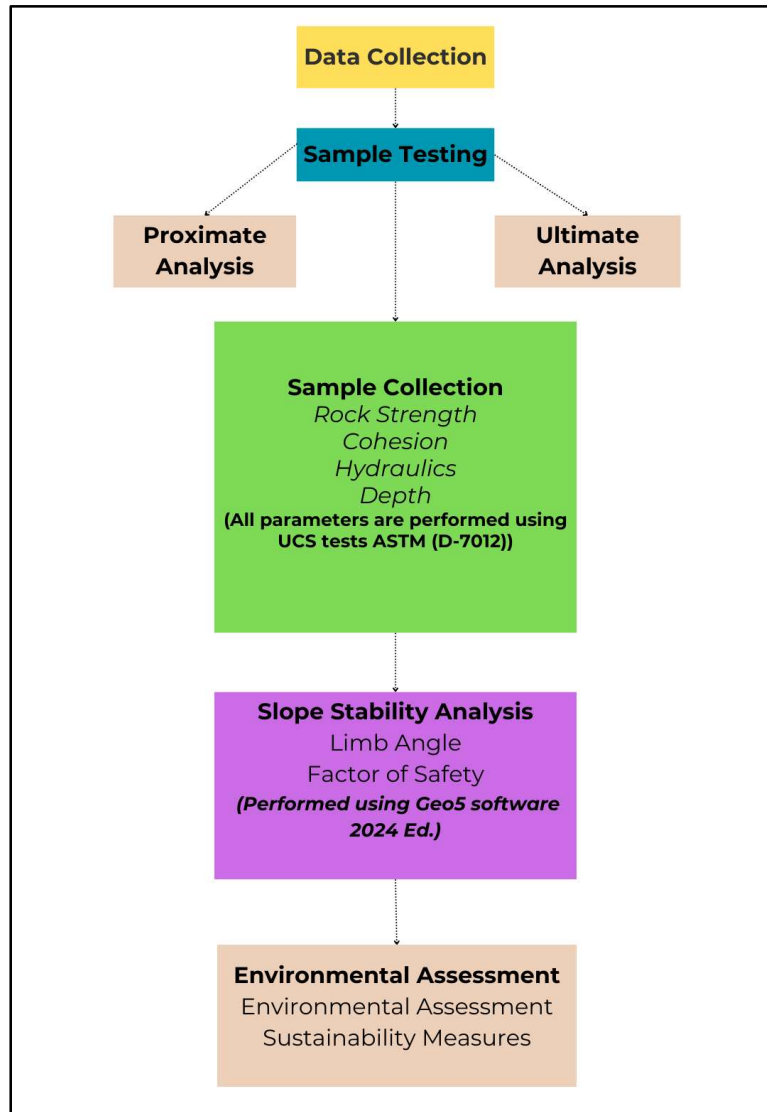 Data Collection
Sample Testing
Proximate
Analysis
Ultimate
Analysis
Sample Collection
Rock Strength
Cohesion
Hydraulics
Depth
(All parameters are performed using
UCS tests ASTM (D-7012))
Slope Stability Analysis
Limb Angle
Factor of Safety
(Performed using Geo5 software
2024 Ed.)
Environmental Assessment
Environmental Assessment
Sustainability Measures